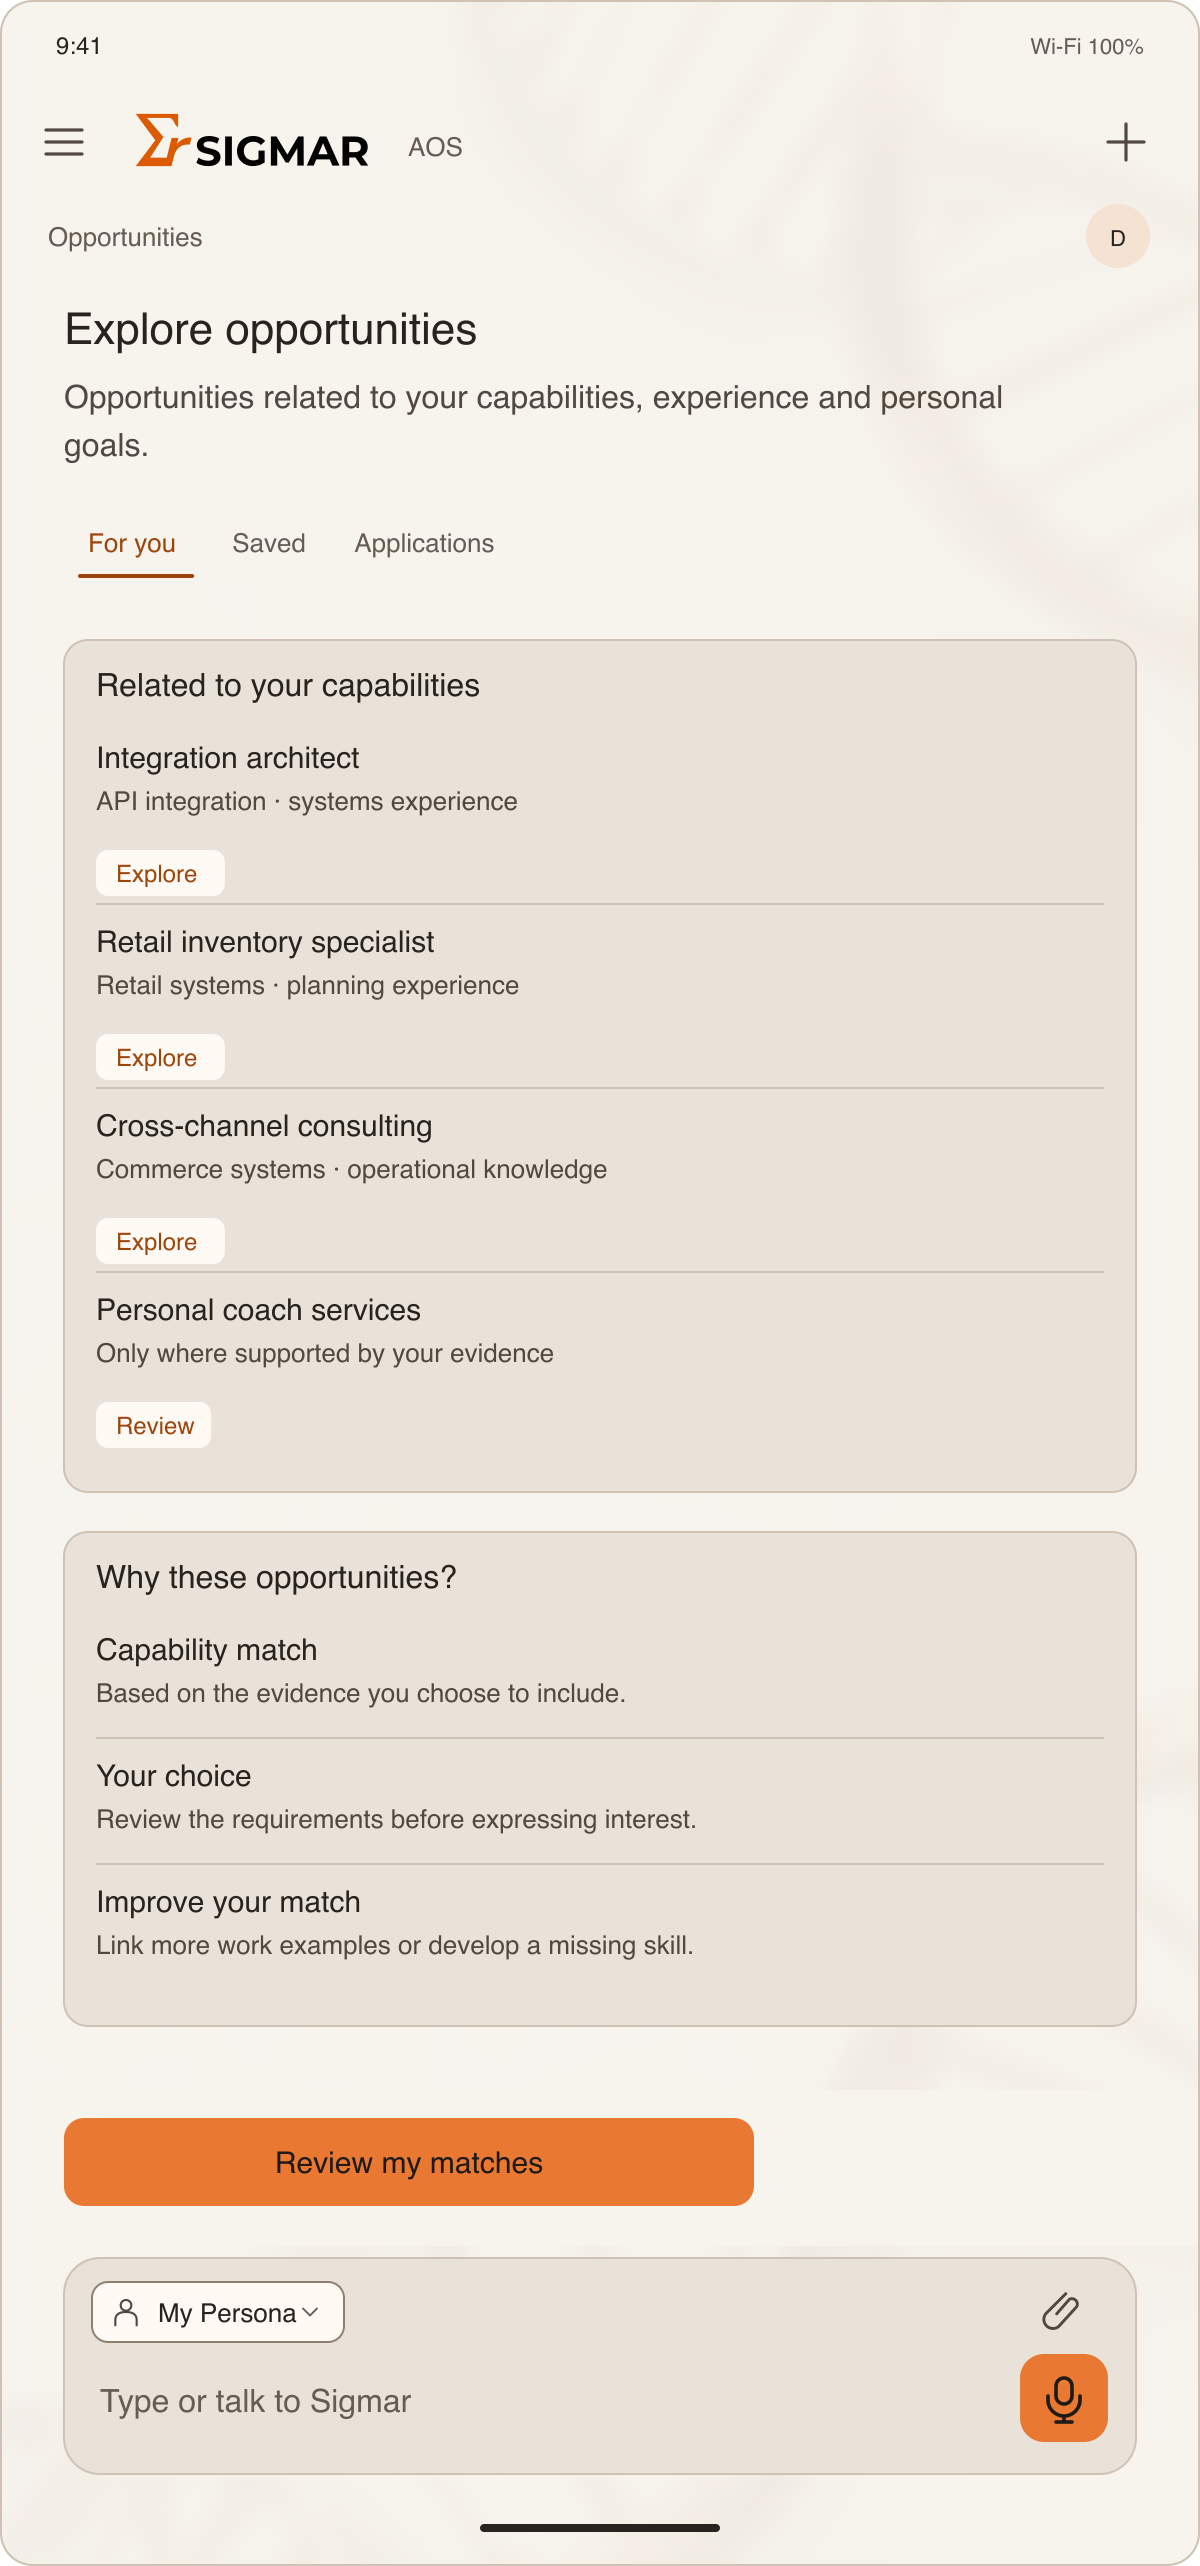 9:41
Wi-Fi 100%
Σr SIGMAR AOS
Opportunities
D
Explore opportunities
Opportunities related to your capabilities, experience and personal
goals.
For you Saved Applications
Related to your capabilities
Integration architect
API integration · systems experience
Explore
Retail inventory specialist
Retail systems · planning experience
Explore
Cross-channel consulting
Commerce systems · operational knowledge
Explore
Personal coach services
Only where supported by your evidence
Review
Why these opportunities?
Capability match
Based on the evidence you choose to include.
Your choice
Review the requirements before expressing interest.
Improve your match
Link more work examples or develop a missing skill.
Review my matches
My Persona
Type or talk to Sigmar